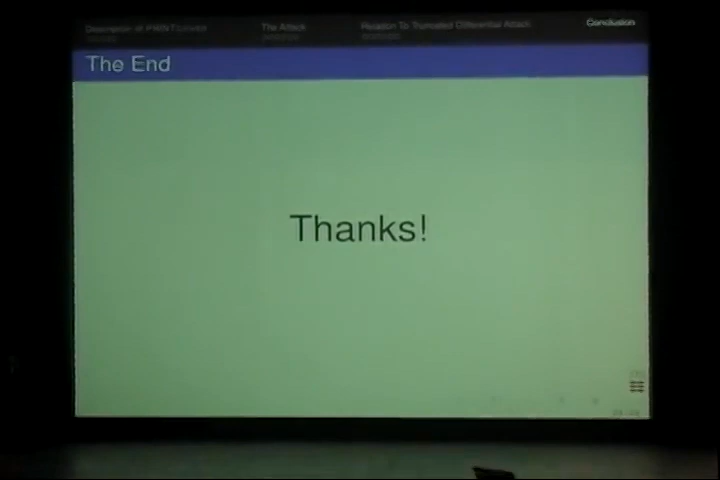 The Attack
Relation To Truncated Differential Attack
Conclusion
The End
Thanks!